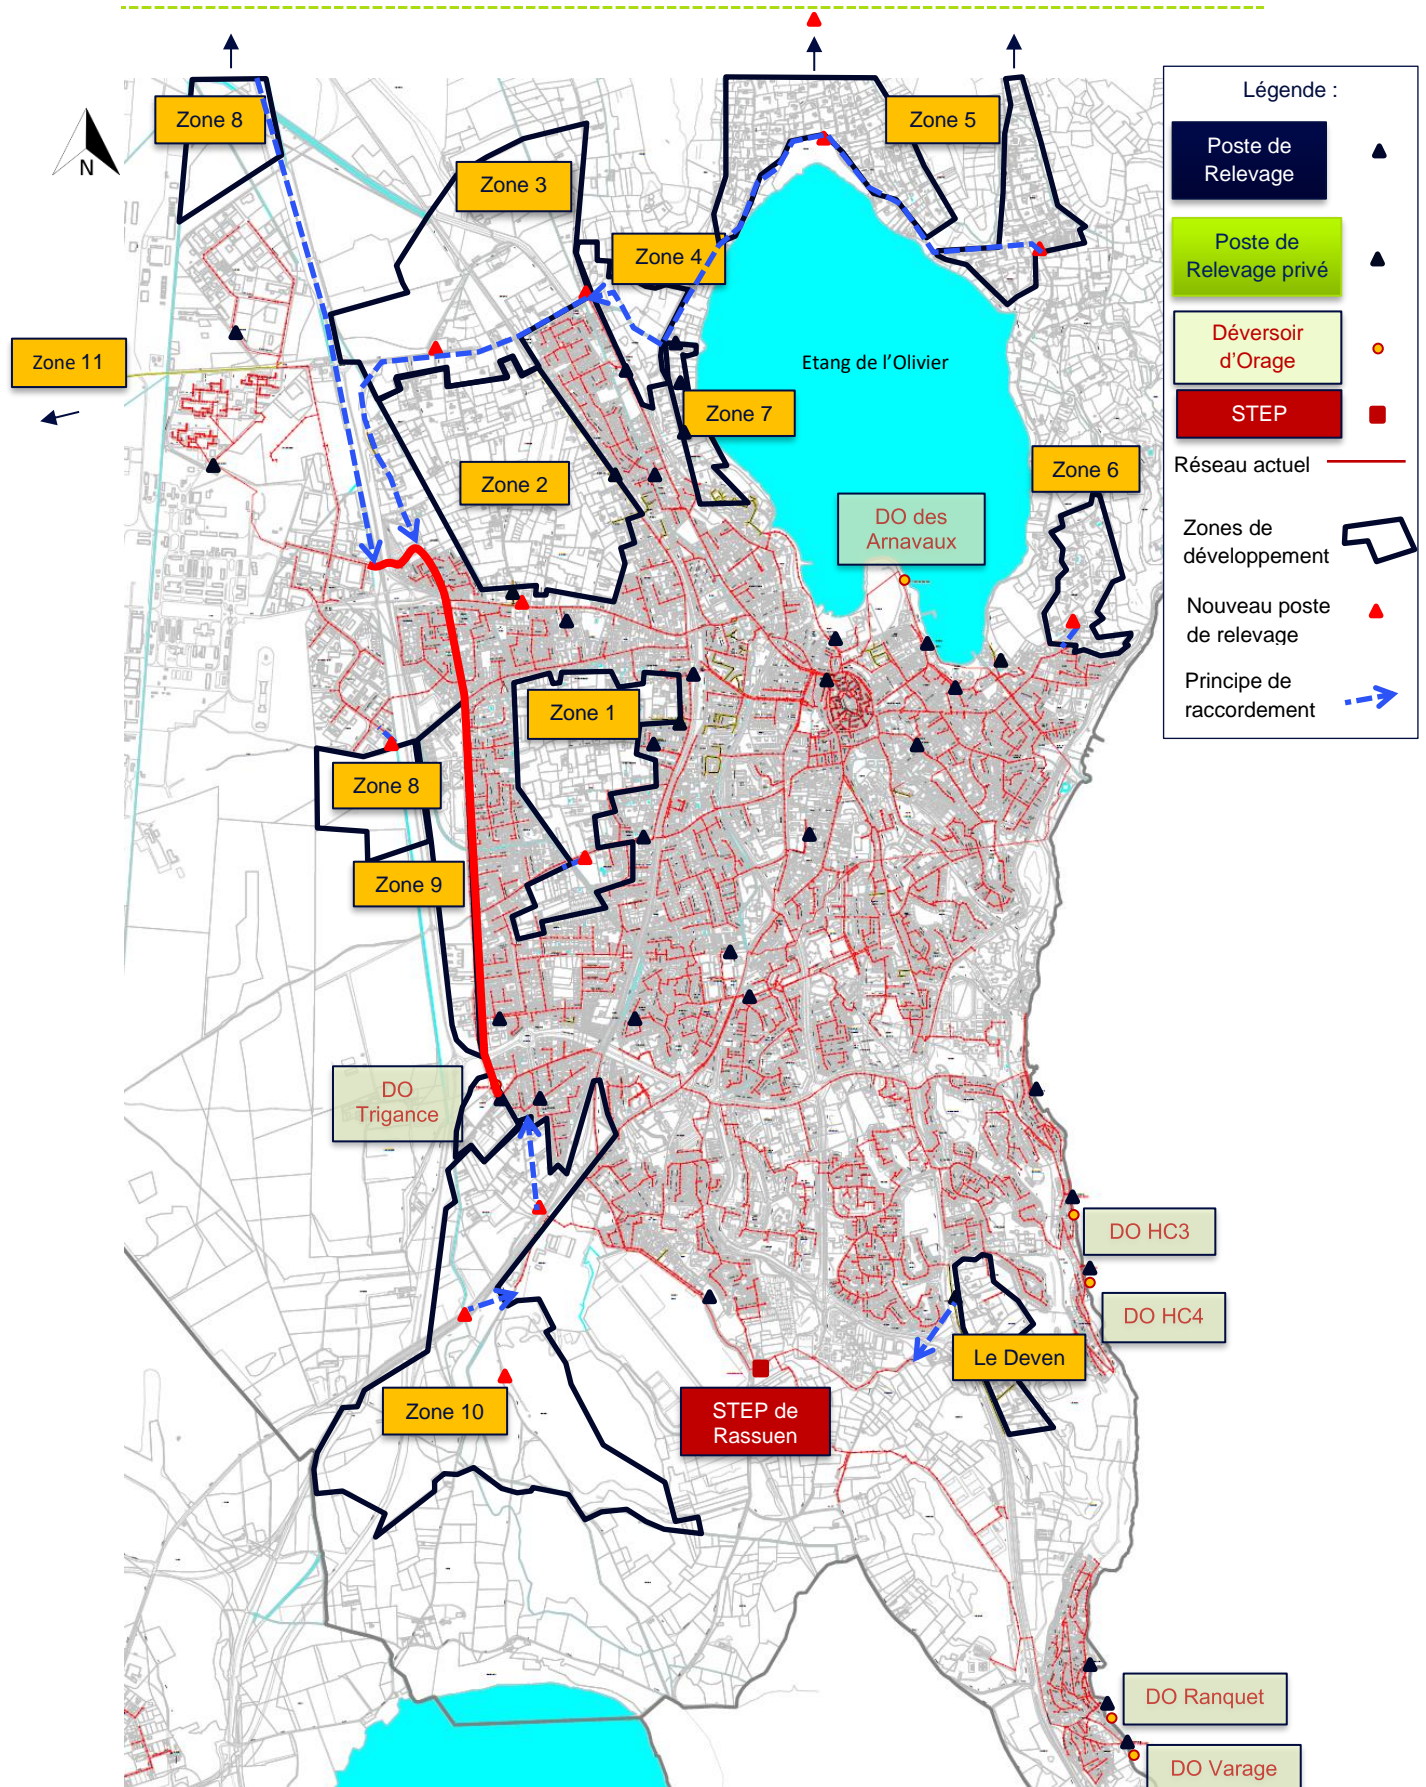 Zone 8
N
Zone 3
Zone 5
Zone 4
Zone 11
Etang de l'Olivier
Zone 7
Zone 2
Zone 6
DO des
Arnavaux
Zone 1
Zone 8
Zone 9
DO
Trigance
DO HC3
DO HC4
Le Deven
Zone 10
STEP de
Rassuen
DO Ranquet
DO Varage
Légende :
Poste de
Relevage
Poste de
Relevage privé
Déversoir
d'Orage
STEP
Réseau actuel
Zones de
développement
Nouveau poste
de relevage
Principe de
raccordement